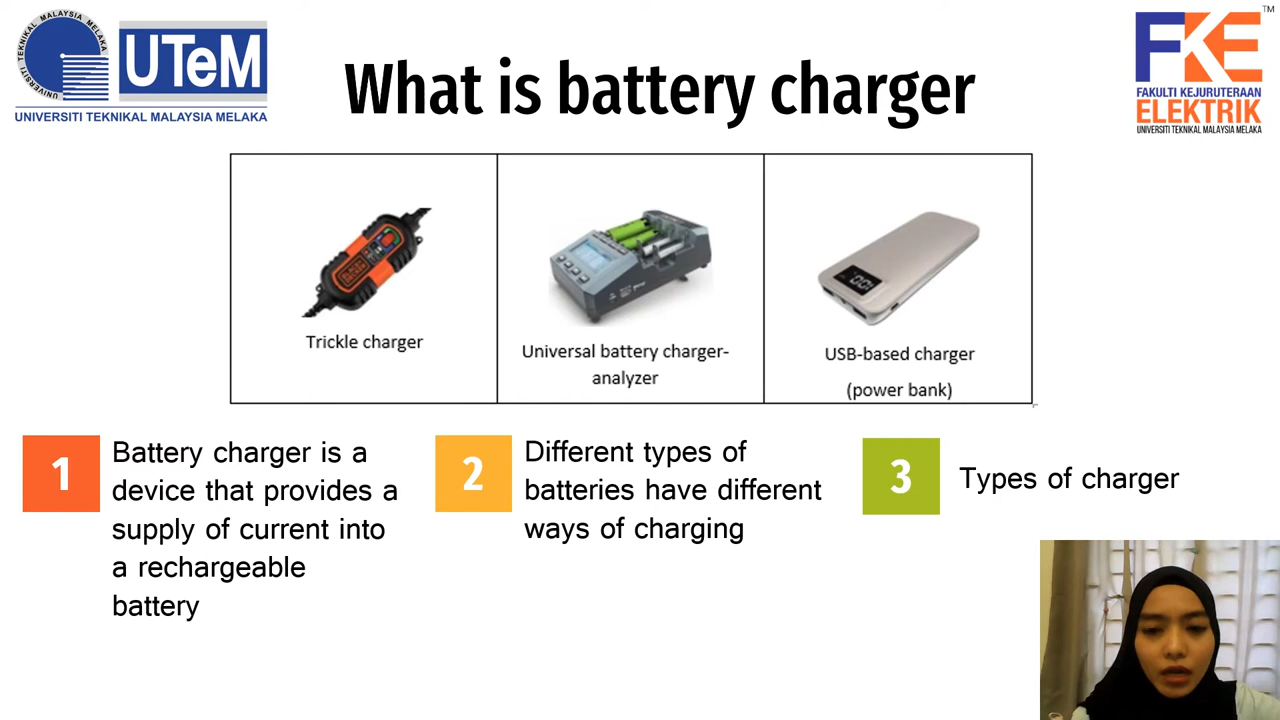 UNIVERSITI TEKNIKAL MALAYSIA MELAKA
UTeM
UNIVERSITI TEKNIKAL MALAYSIA MELAKA
What is battery charger
TM
FKE
FAKULTI KEJURUTERAAN
ELEKTRIK
UNIVERSITI TEKNIKAL MALAYSIA MELAKA
Trickle charger
Universal battery charger-
analyzer
USB-based charger
(power bank)
1
Battery charger is a
device that provides a
supply of current into
a rechargeable
battery
2
Different types of
batteries have different
ways of charging
3
Types of charger